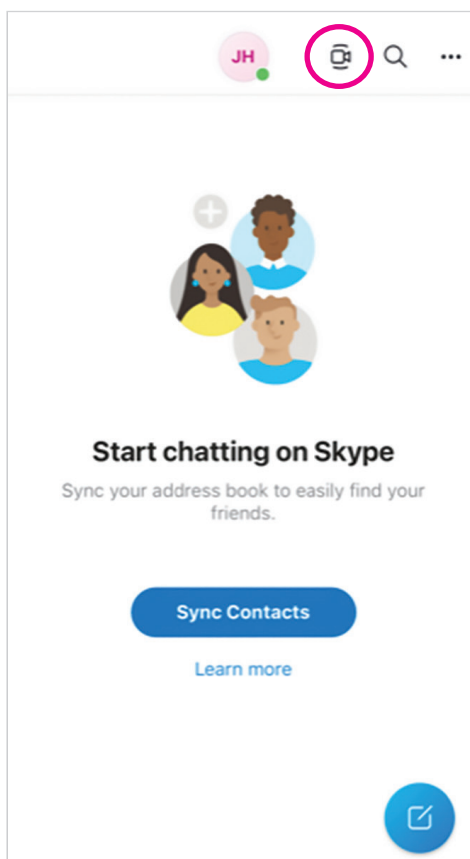 JH
Start chatting on Skype
Sync your address book to easily find your
friends.
Sync Contacts
Learn more